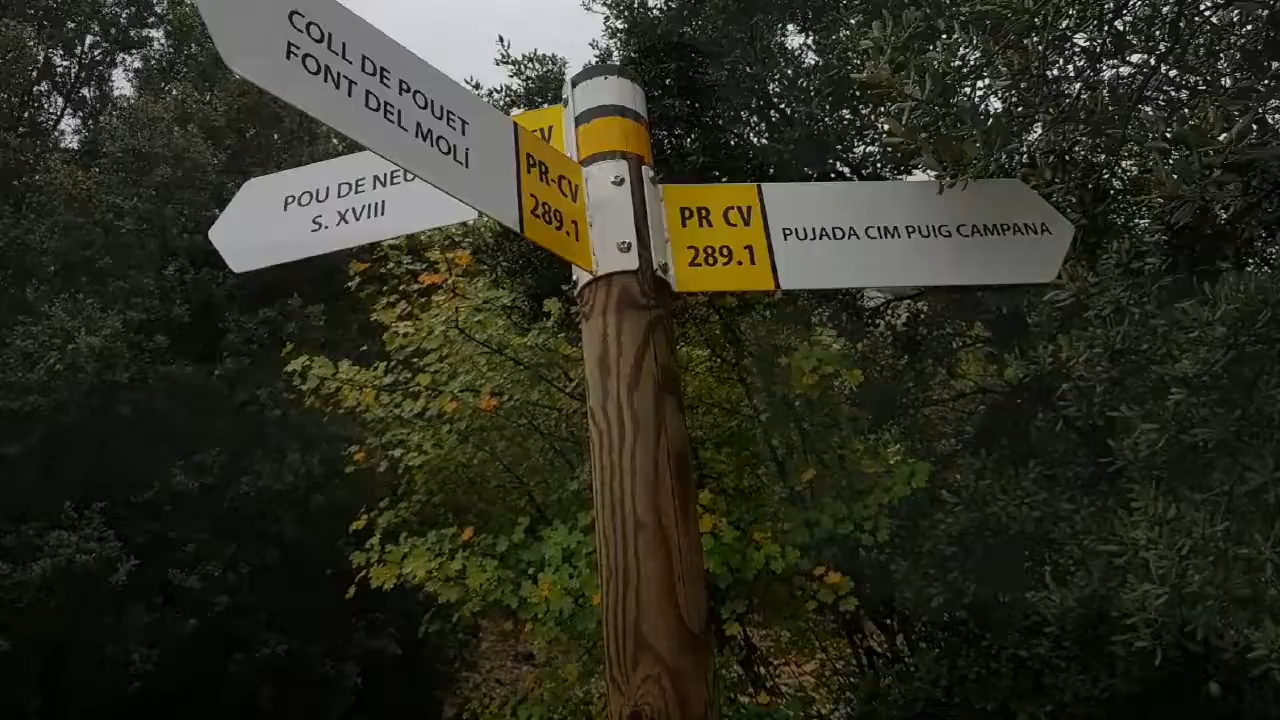 COLL DE POUET
FONT DEL MOLÍ
PR-CV
289.1
CV
POU DE NEU
S. XVIII
PR CV
289.1
PUJADA CIM PUIG CAMPANA